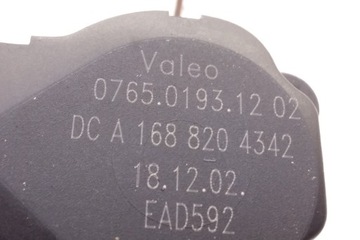 Valeo
0765.0193.12 02
DC A 168 820 4342
18.12.02.
EAD592